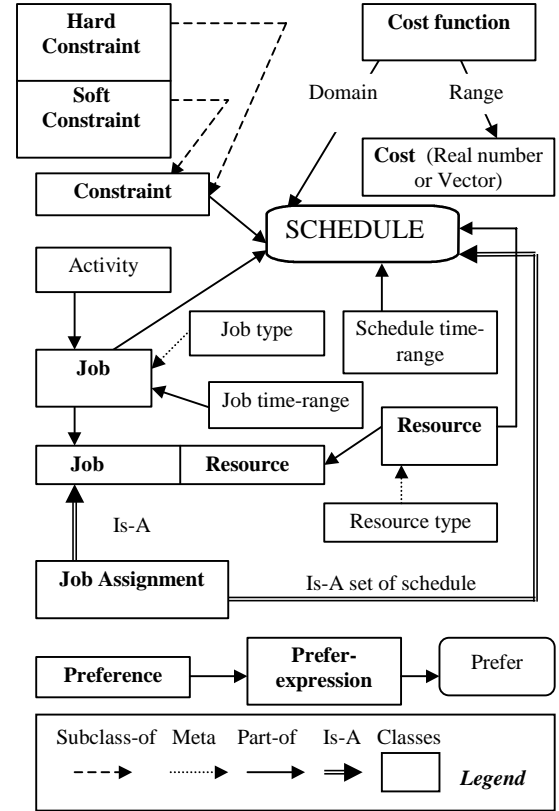 Hard
Constraint
Soft
Constraint
Cost function
Domain
Range
Cost (Real number
or Vector)
Constraint
SCHEDULE
Activity
Job type
Schedule time-
range
Job
Job time-range
Resource
Job
Resource
Is-A
Resource type
Job Assignment
Is-A set of schedule
Preference
Prefer-
expression
Prefer
Subclass-of Meta Part-of Is-A Classes
Legend